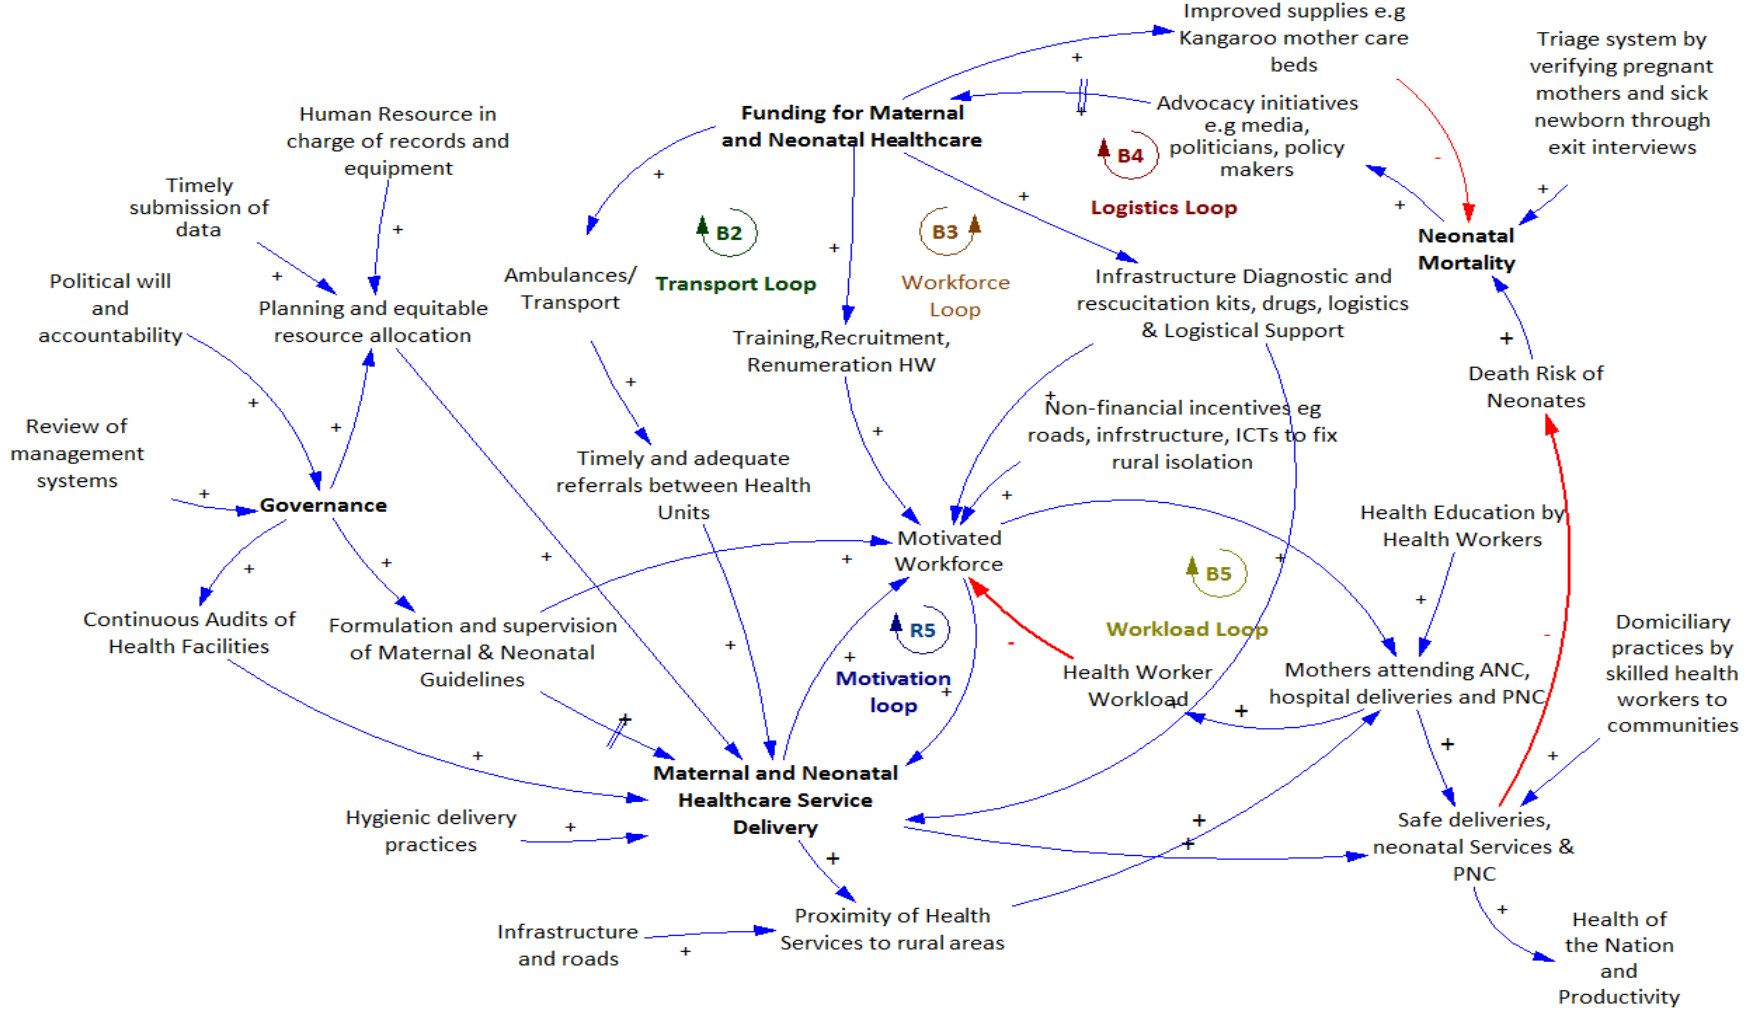 Improved supplies e.g
Kangaroo mother care
beds
Triage system by
verifying pregnant
mothers and sick
newborn through
exit interviews
+
Human Resource in
charge of records and
equipment
Funding for Maternal
and Neonatal Healthcare
+
Advocacy initiatives
e.g media,
politicians, policy
makers
B4
-
Logistics Loop
+
+
Timely
submission of
data
+
+
+
+
B2
Transport Loop
B3
Workforce
Loop
+
Neonatal
Mortality
Political will
and
accountability
Planning and equitable
resource allocation
Ambulances/
Transport
Infrastructure Diagnostic and
rescucitation kits, drugs, logistics
& Logistical Support
Training,Recruitment,
Renumeration HW
+
Death Risk of
Neonates
+
+
+
+
+
Non-financial incentives eg
roads, infrstructure, ICTs to fix
rural isolation
Review of
management
systems
+
Timely and adequate
referrals between Health
Units
+
Governance
Health Education by
Health Workers
Motivated
Workforce
+
+
+
+
+
+
B5
Workload Loop
+
Continuous Audits of
Health Facilities
Formulation and supervision
of Maternal & Neonatal
Guidelines
R5
Motivation
loop
+
+
+
-
Health Worker
Workload
+
Mothers attending ANC,
hospital deliveries and PNC
-
Domiciliary
practices by
skilled health
workers to
communities
+
+
+
+
+
Maternal and Neonatal
Healthcare Service
Delivery
Hygienic delivery
practices
+
+
+
Safe deliveries,
neonatal Services &
PNC
+
Proximity of Health
Services to rural areas
Infrastructure
and roads
+
+
Health of
the Nation
and
Productivity